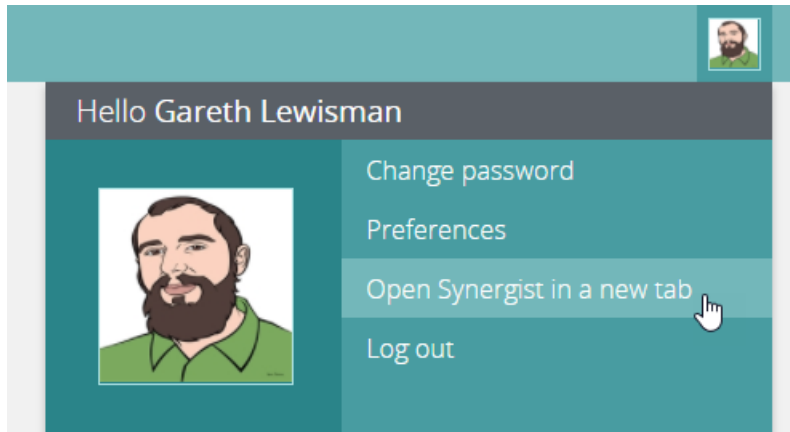 Hello Gareth Lewisman
Change password
Preferences
Open Synergist in a new tab
Log out